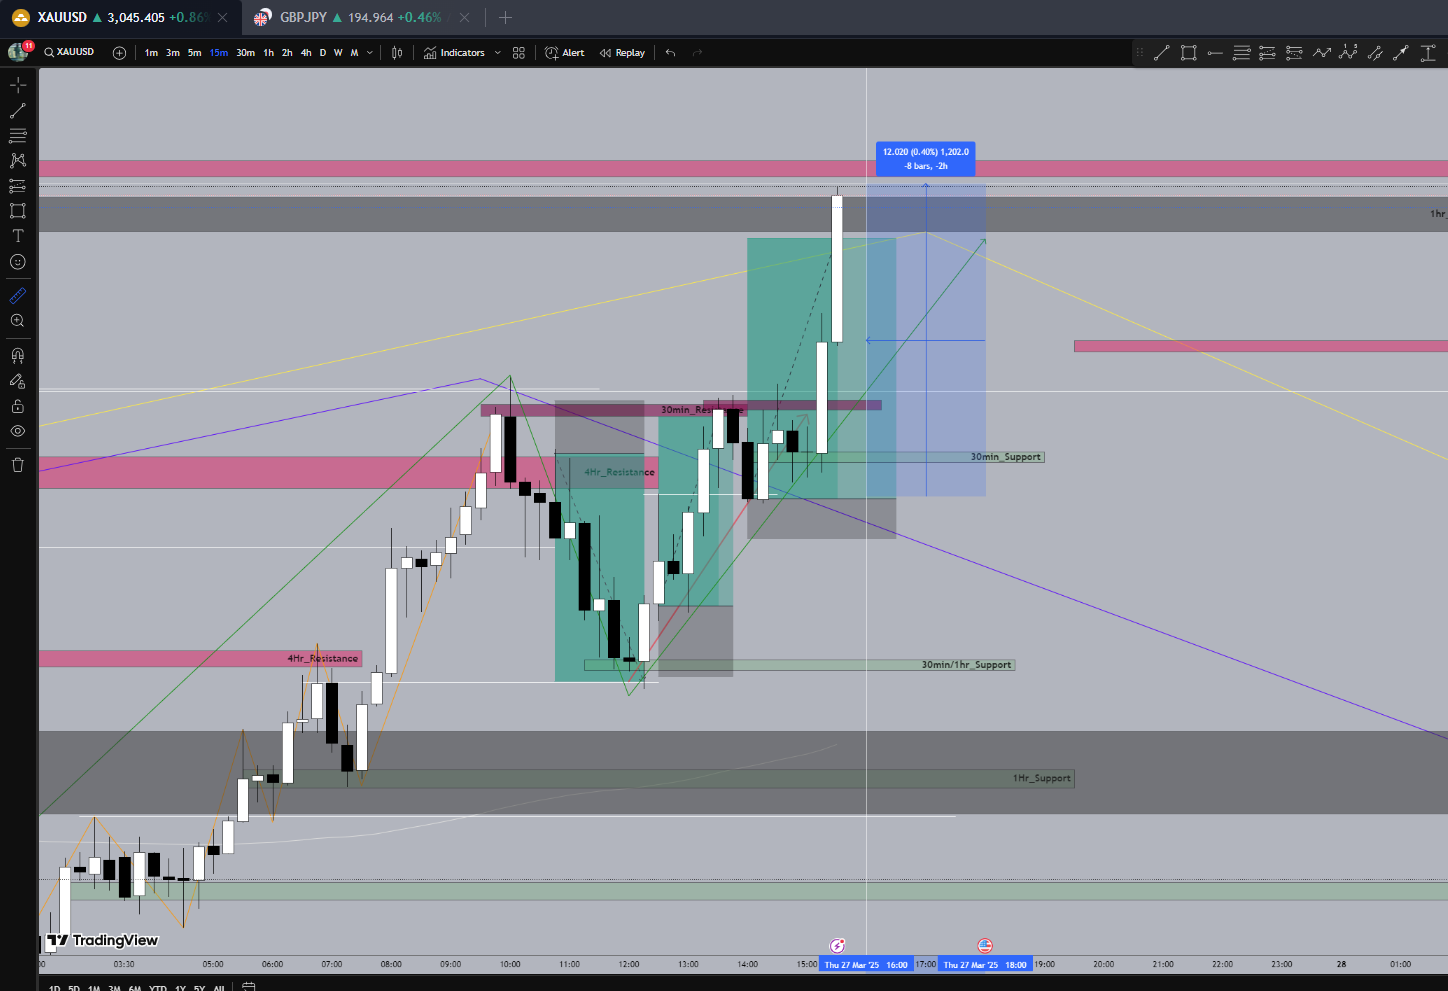 XAUUSD 3,045.405 +0.86%
GBPJPY 194.964 +0.46%
11
XAUUSD 1m 3m 5m 15m 30m 1h 2h 4h D W M Indicators Alert Replay
12.020 (0.40%) 1,202.0
-8 bars, -2h
1hr_
30min_Resistance
30min_Support
4Hr_Resistance
4Hr_Resistance
30min/1hr_Support
1Hr_Support
TradingView
03:30 05:00 06:00 07:00 08:00 09:00 10:00 11:00 12:00 13:00 14:00 15:00 Thu 27 Mar '25 16:00 17:00 Thu 27 Mar '25 18:00 19:00 20:00 21:00 22:00 23:00 28 01:00
1D 5D 1M 3M 6M YTD 1Y 5Y All